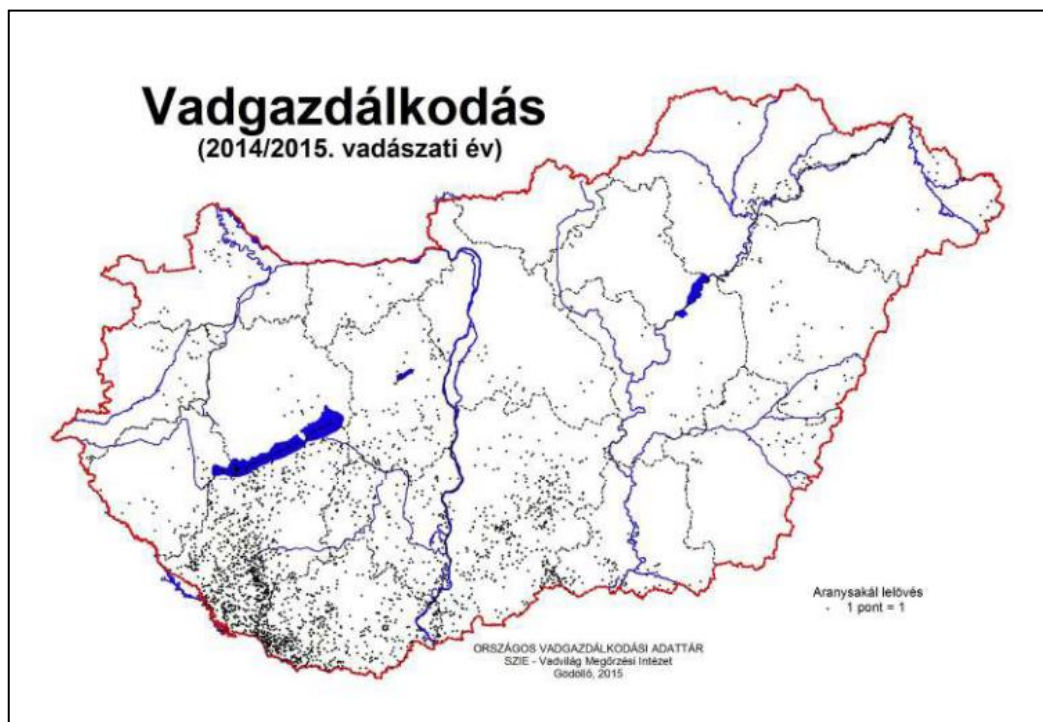 Vadgazdálkodás
(2014/2015. vadászati év)
Aranysakál lelövés
1 pont = 1
ORSZÁGOS VADGAZDÁLKODÁSI ADATTÁR
SZIE - Vadvilág Megőrzési Intézet
Gödöllő, 2015